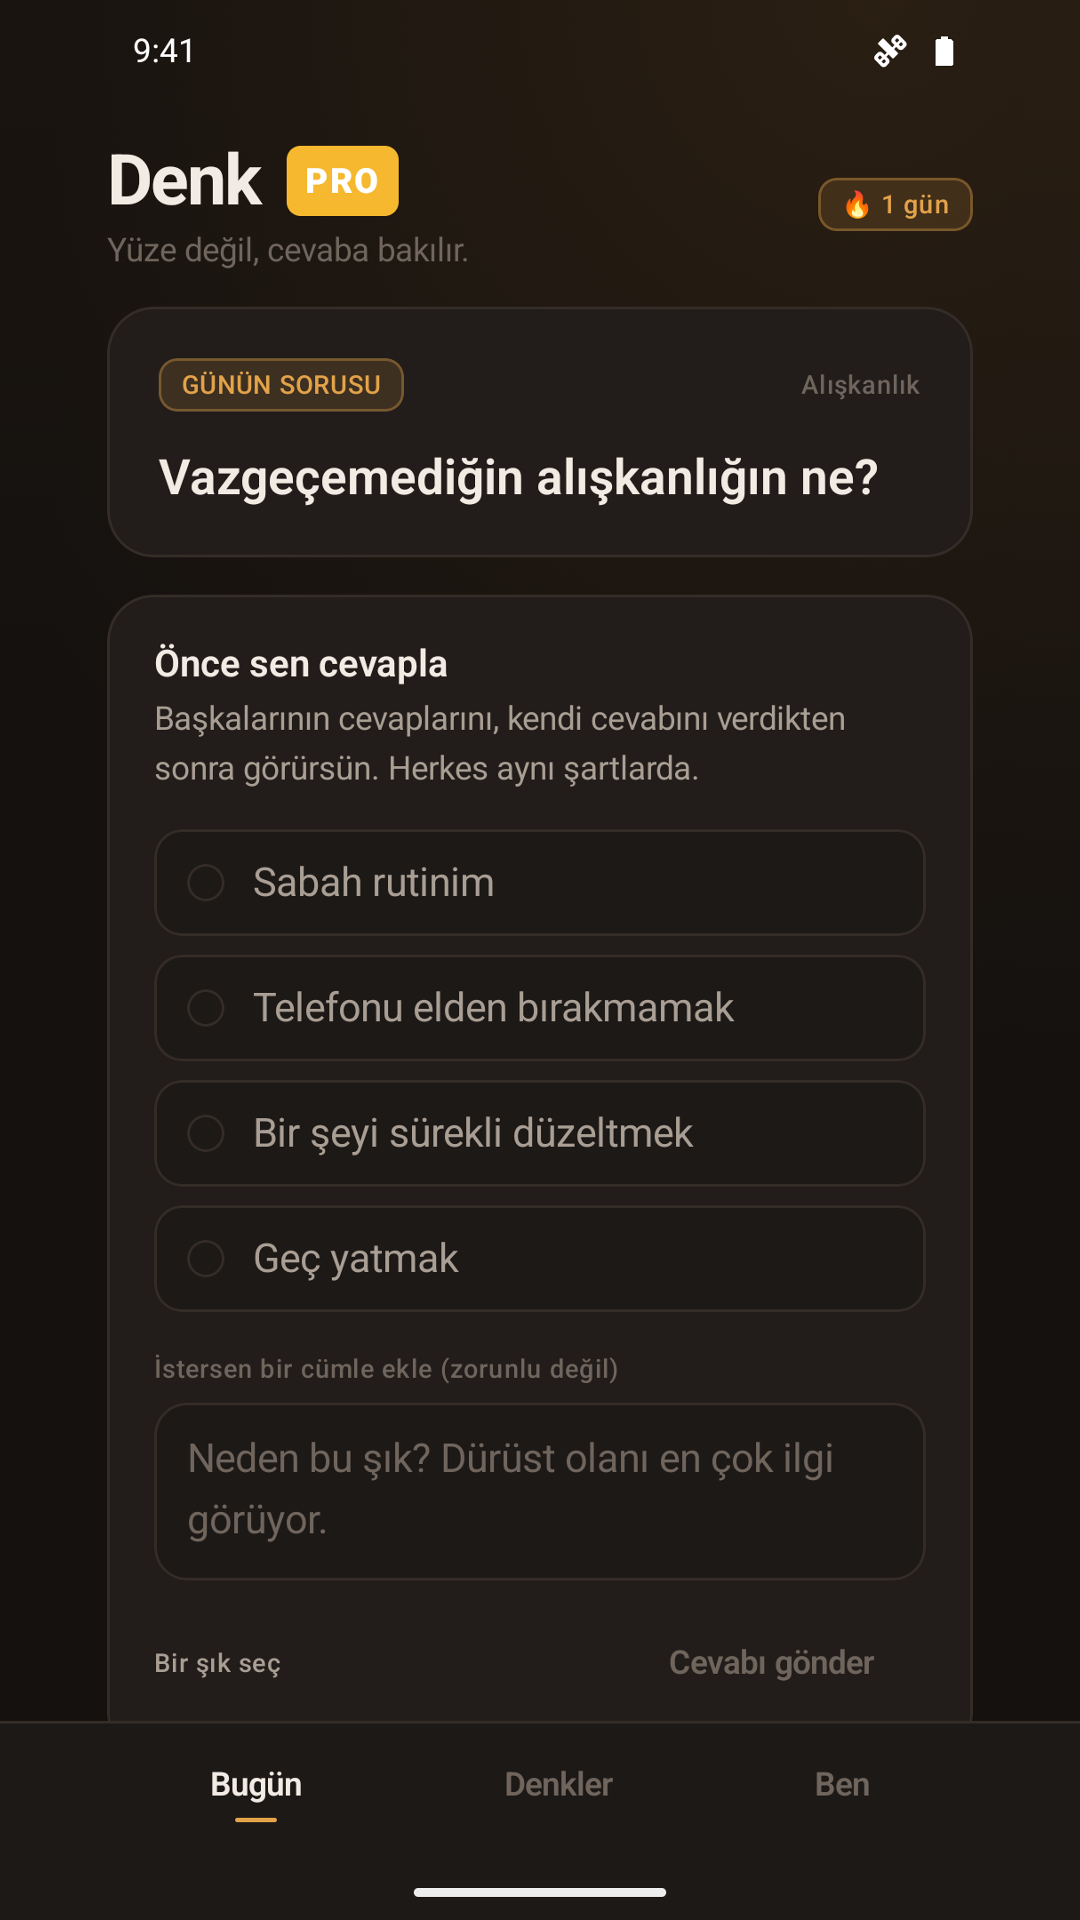 9:41
Denk PRO
Yüze değil, cevaba bakılır.
🔥 1 gün
GÜNÜN SORUSU
Alışkanlık
Vazgeçemediğin alışkanlığın ne?
Önce sen cevapla
Başkalarının cevaplarını, kendi cevabını verdikten
sonra görürsün. Herkes aynı şartlarda.
Sabah rutinim
Telefonu elden bırakmamak
Bir şeyi sürekli düzeltmek
Geç yatmak
İstersen bir cümle ekle (zorunlu değil)
Neden bu şık? Dürüst olanı en çok ilgi
görüyor.
Bir şık seç
Cevabı gönder
Bugün
Denkler
Ben